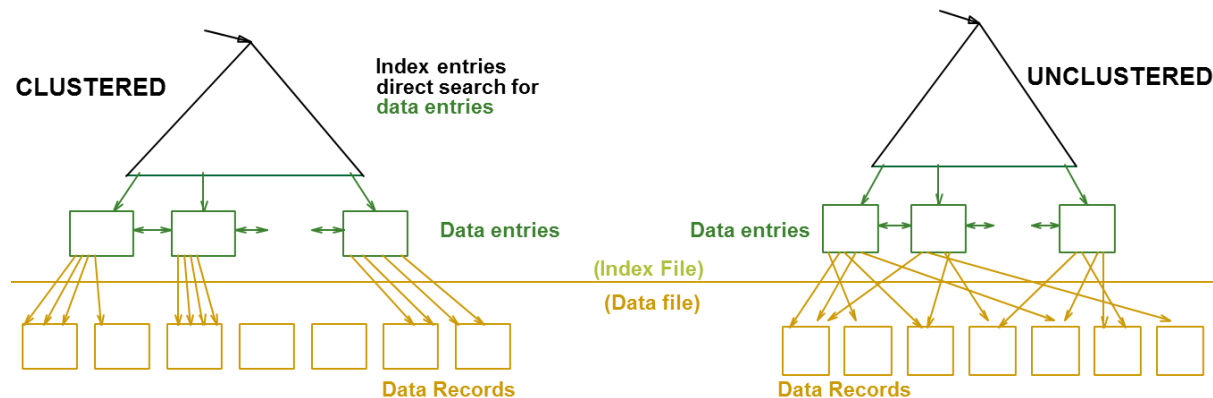 CLUSTERED
Index entries
direct search for
data entries
UNCLUSTERED
Data entries
Data entries
(Index File)
(Data file)
Data Records
Data Records